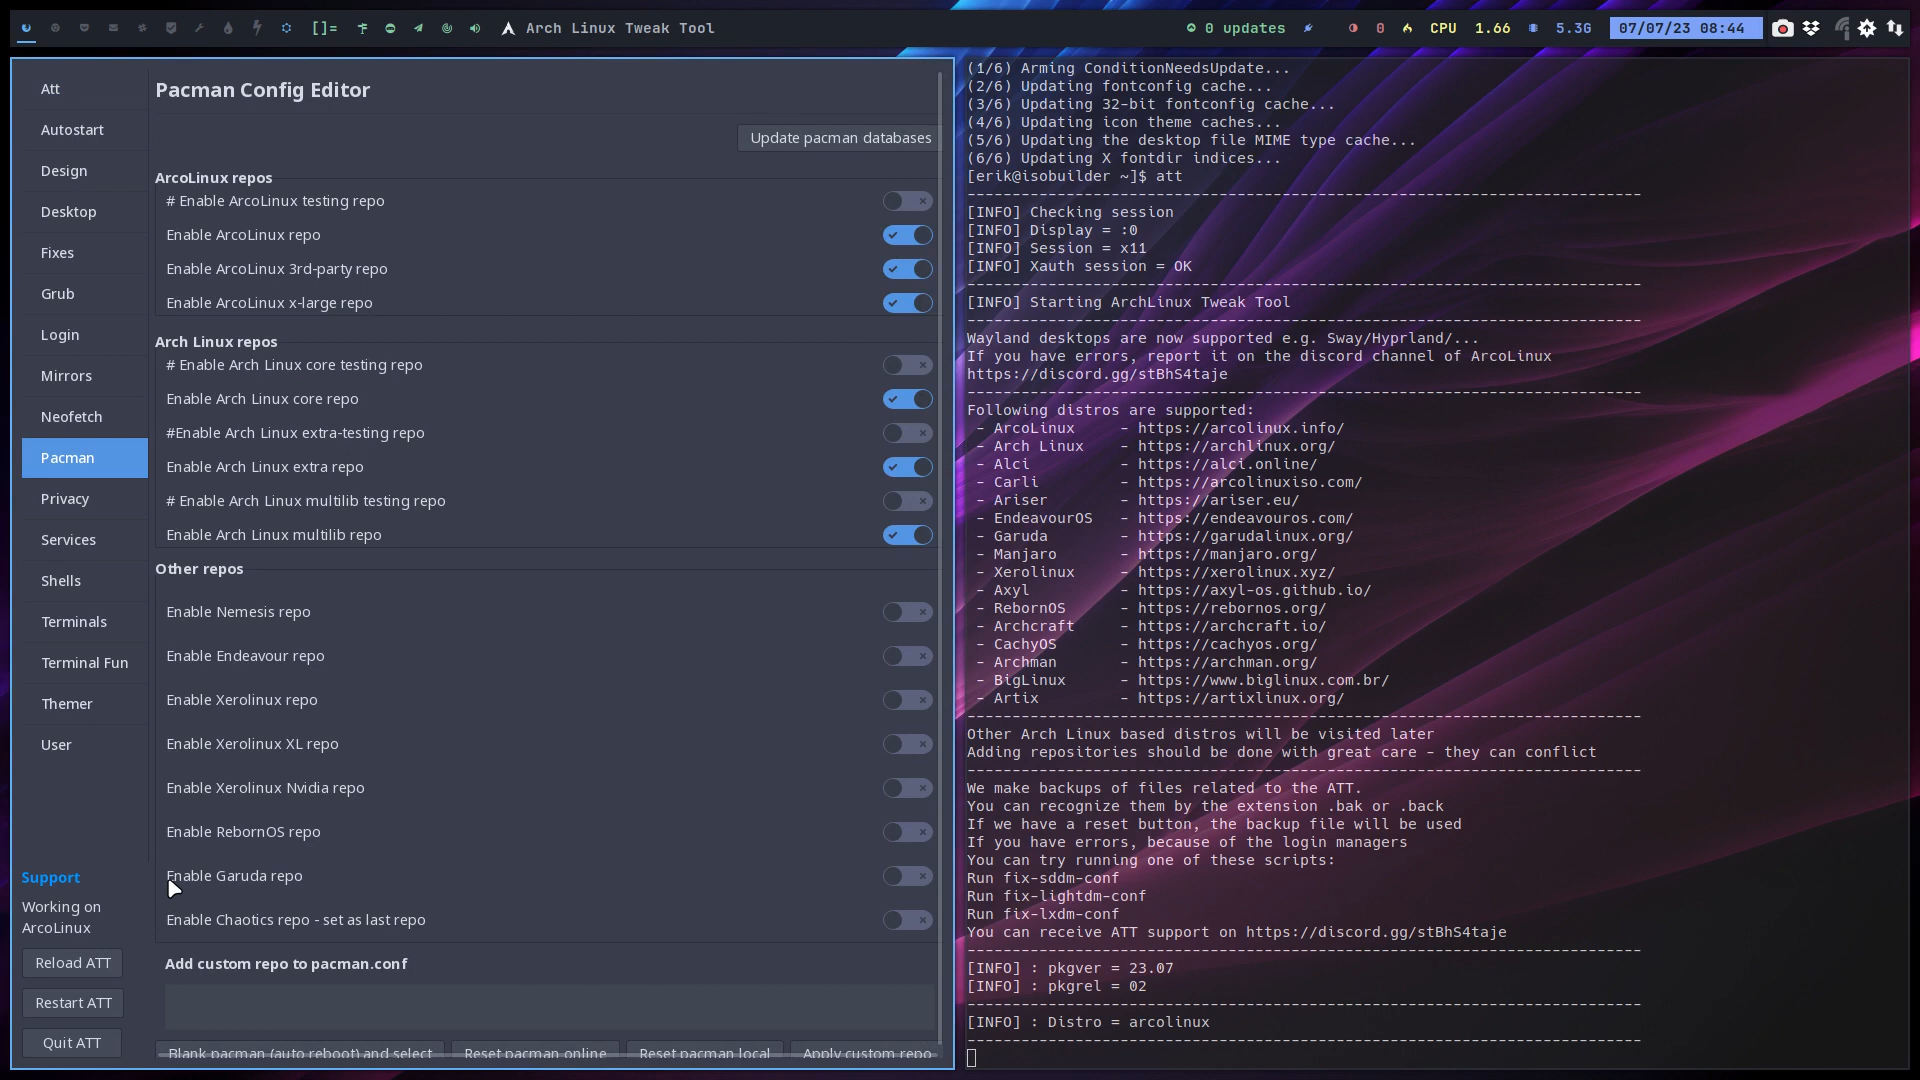 []= Arch Linux Tweak Tool 0 updates 0 CPU 1.66 5.3G 07/07/23 08:44
Att
Autostart
Design
Desktop
Fixes
Grub
Login
Mirrors
Neofetch
Pacman
Privacy
Services
Shells
Terminals
Terminal Fun
Themer
User
Support
Working on
ArcoLinux
Reload ATT
Restart ATT
Quit ATT
Pacman Config Editor
Update pacman databases
ArcoLinux repos
# Enable ArcoLinux testing repo
Enable ArcoLinux repo
Enable ArcoLinux 3rd-party repo
Enable ArcoLinux x-large repo
Arch Linux repos
# Enable Arch Linux core testing repo
Enable Arch Linux core repo
#Enable Arch Linux extra-testing repo
Enable Arch Linux extra repo
# Enable Arch Linux multilib testing repo
Enable Arch Linux multilib repo
Other repos
Enable Nemesis repo
Enable Endeavour repo
Enable Xerolinux repo
Enable Xerolinux XL repo
Enable Xerolinux Nvidia repo
Enable RebornOS repo
Enable Garuda repo
Enable Chaotics repo - set as last repo
Add custom repo to pacman.conf
Blank pacman (auto reboot) and select Reset pacman online Reset pacman local Apply custom repo
(1/6) Arming ConditionNeedsUpdate...
(2/6) Updating fontconfig cache...
(3/6) Updating 32-bit fontconfig cache...
(4/6) Updating icon theme caches...
(5/6) Updating the desktop file MIME type cache...
(6/6) Updating X fontdir indices...
[erik@isobuilder ~]$ att
---------------------------------------------------------------------------
[INFO] Checking session
[INFO] Display = :0
[INFO] Session = x11
[INFO] Xauth session = OK
---------------------------------------------------------------------------
[INFO] Starting ArchLinux Tweak Tool
---------------------------------------------------------------------------
Wayland desktops are now supported e.g. Sway/Hyprland/...
If you have errors, report it on the discord channel of ArcoLinux
https://discord.gg/stBhS4taje
---------------------------------------------------------------------------
Following distros are supported:
- ArcoLinux - https://arcolinux.info/
- Arch Linux - https://archlinux.org/
- Alci - https://alci.online/
- Carli - https://arcolinuxiso.com/
- Ariser - https://ariser.eu/
- EndeavourOS - https://endeavouros.com/
- Garuda - https://garudalinux.org/
- Manjaro - https://manjaro.org/
- Xerolinux - https://xerolinux.xyz/
- Axyl - https://axyl-os.github.io/
- RebornOS - https://rebornos.org/
- Archcraft - https://archcraft.io/
- CachyOS - https://cachyos.org/
- Archman - https://archman.org/
- BigLinux - https://www.biglinux.com.br/
- Artix - https://artixlinux.org/
---------------------------------------------------------------------------
Other Arch Linux based distros will be visited later
Adding repositories should be done with great care - they can conflict
---------------------------------------------------------------------------
We make backups of files related to the ATT.
You can recognize them by the extension .bak or .back
If we have a reset button, the backup file will be used
If you have errors, because of the login managers
You can try running one of these scripts:
Run fix-sddm-conf
Run fix-lightdm-conf
Run fix-lxdm-conf
You can receive ATT support on https://discord.gg/stBhS4taje
---------------------------------------------------------------------------
[INFO] : pkgver = 23.07
[INFO] : pkgrel = 02
---------------------------------------------------------------------------
[INFO] : Distro = arcolinux
---------------------------------------------------------------------------